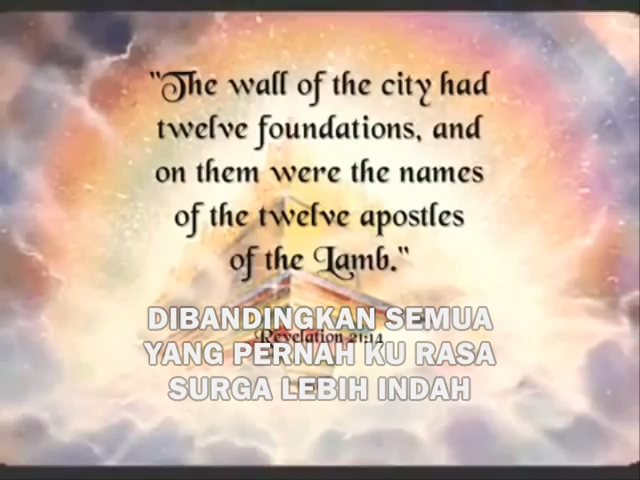 "The wall of the city had
twelve foundations, and
on them were the names
of the twelve apostles
of the Lamb."
DIBANDINGKAN SEMUA
Revelation 21:14
YANG PERNAH KU RASA
SURGA LEBIH INDAH